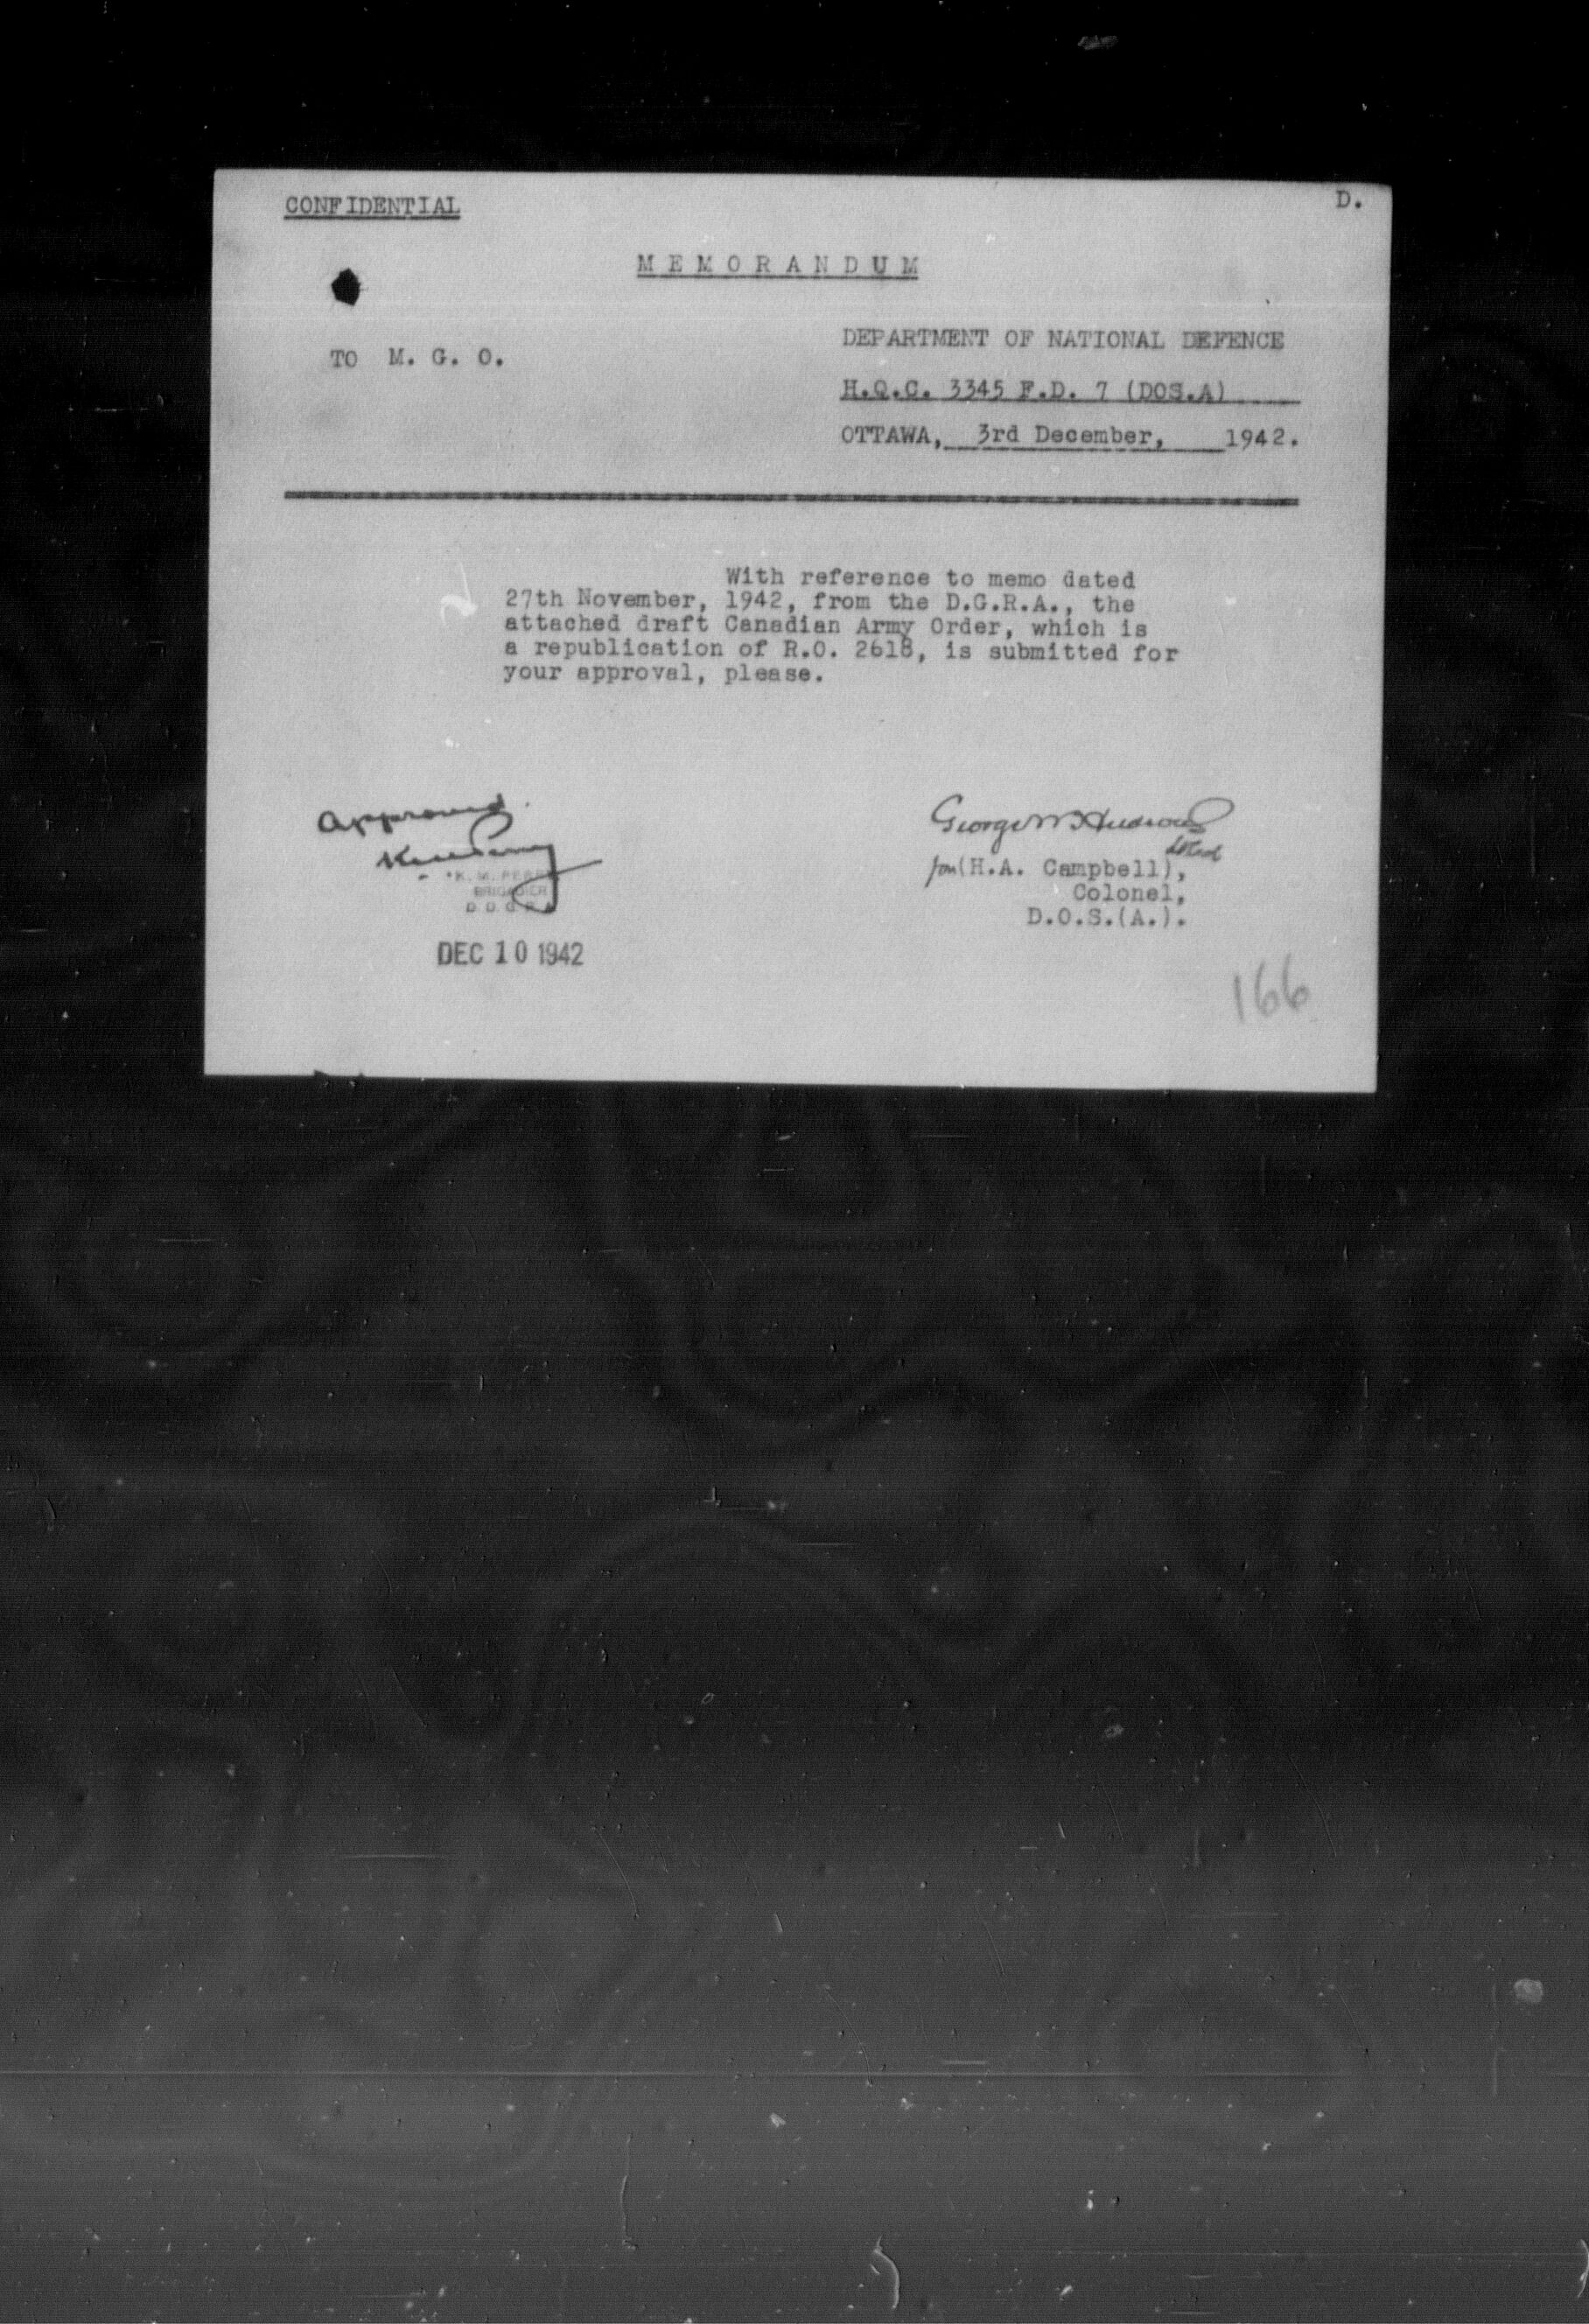 CONFIDENTIAL
D.
MEMORANDUM
TO M. G. O.
DEPARTMENT OF NATIONAL DEFENCE
H.Q.C. 3345 F.D. 7 (DOS.A)
OTTAWA, 3rd December, 1942.
With reference to memo dated
27th November, 1942, from the D.G.R.A., the
attached draft Canadian Army Order, which is
a republication of R.O. 2618, is submitted for
your approval, please.
Approved.
K. M. PERRY
BRIGADIER
DEC 10 1942
for (H.A. Campbell),
Colonel,
D.O.S.(A.).
166